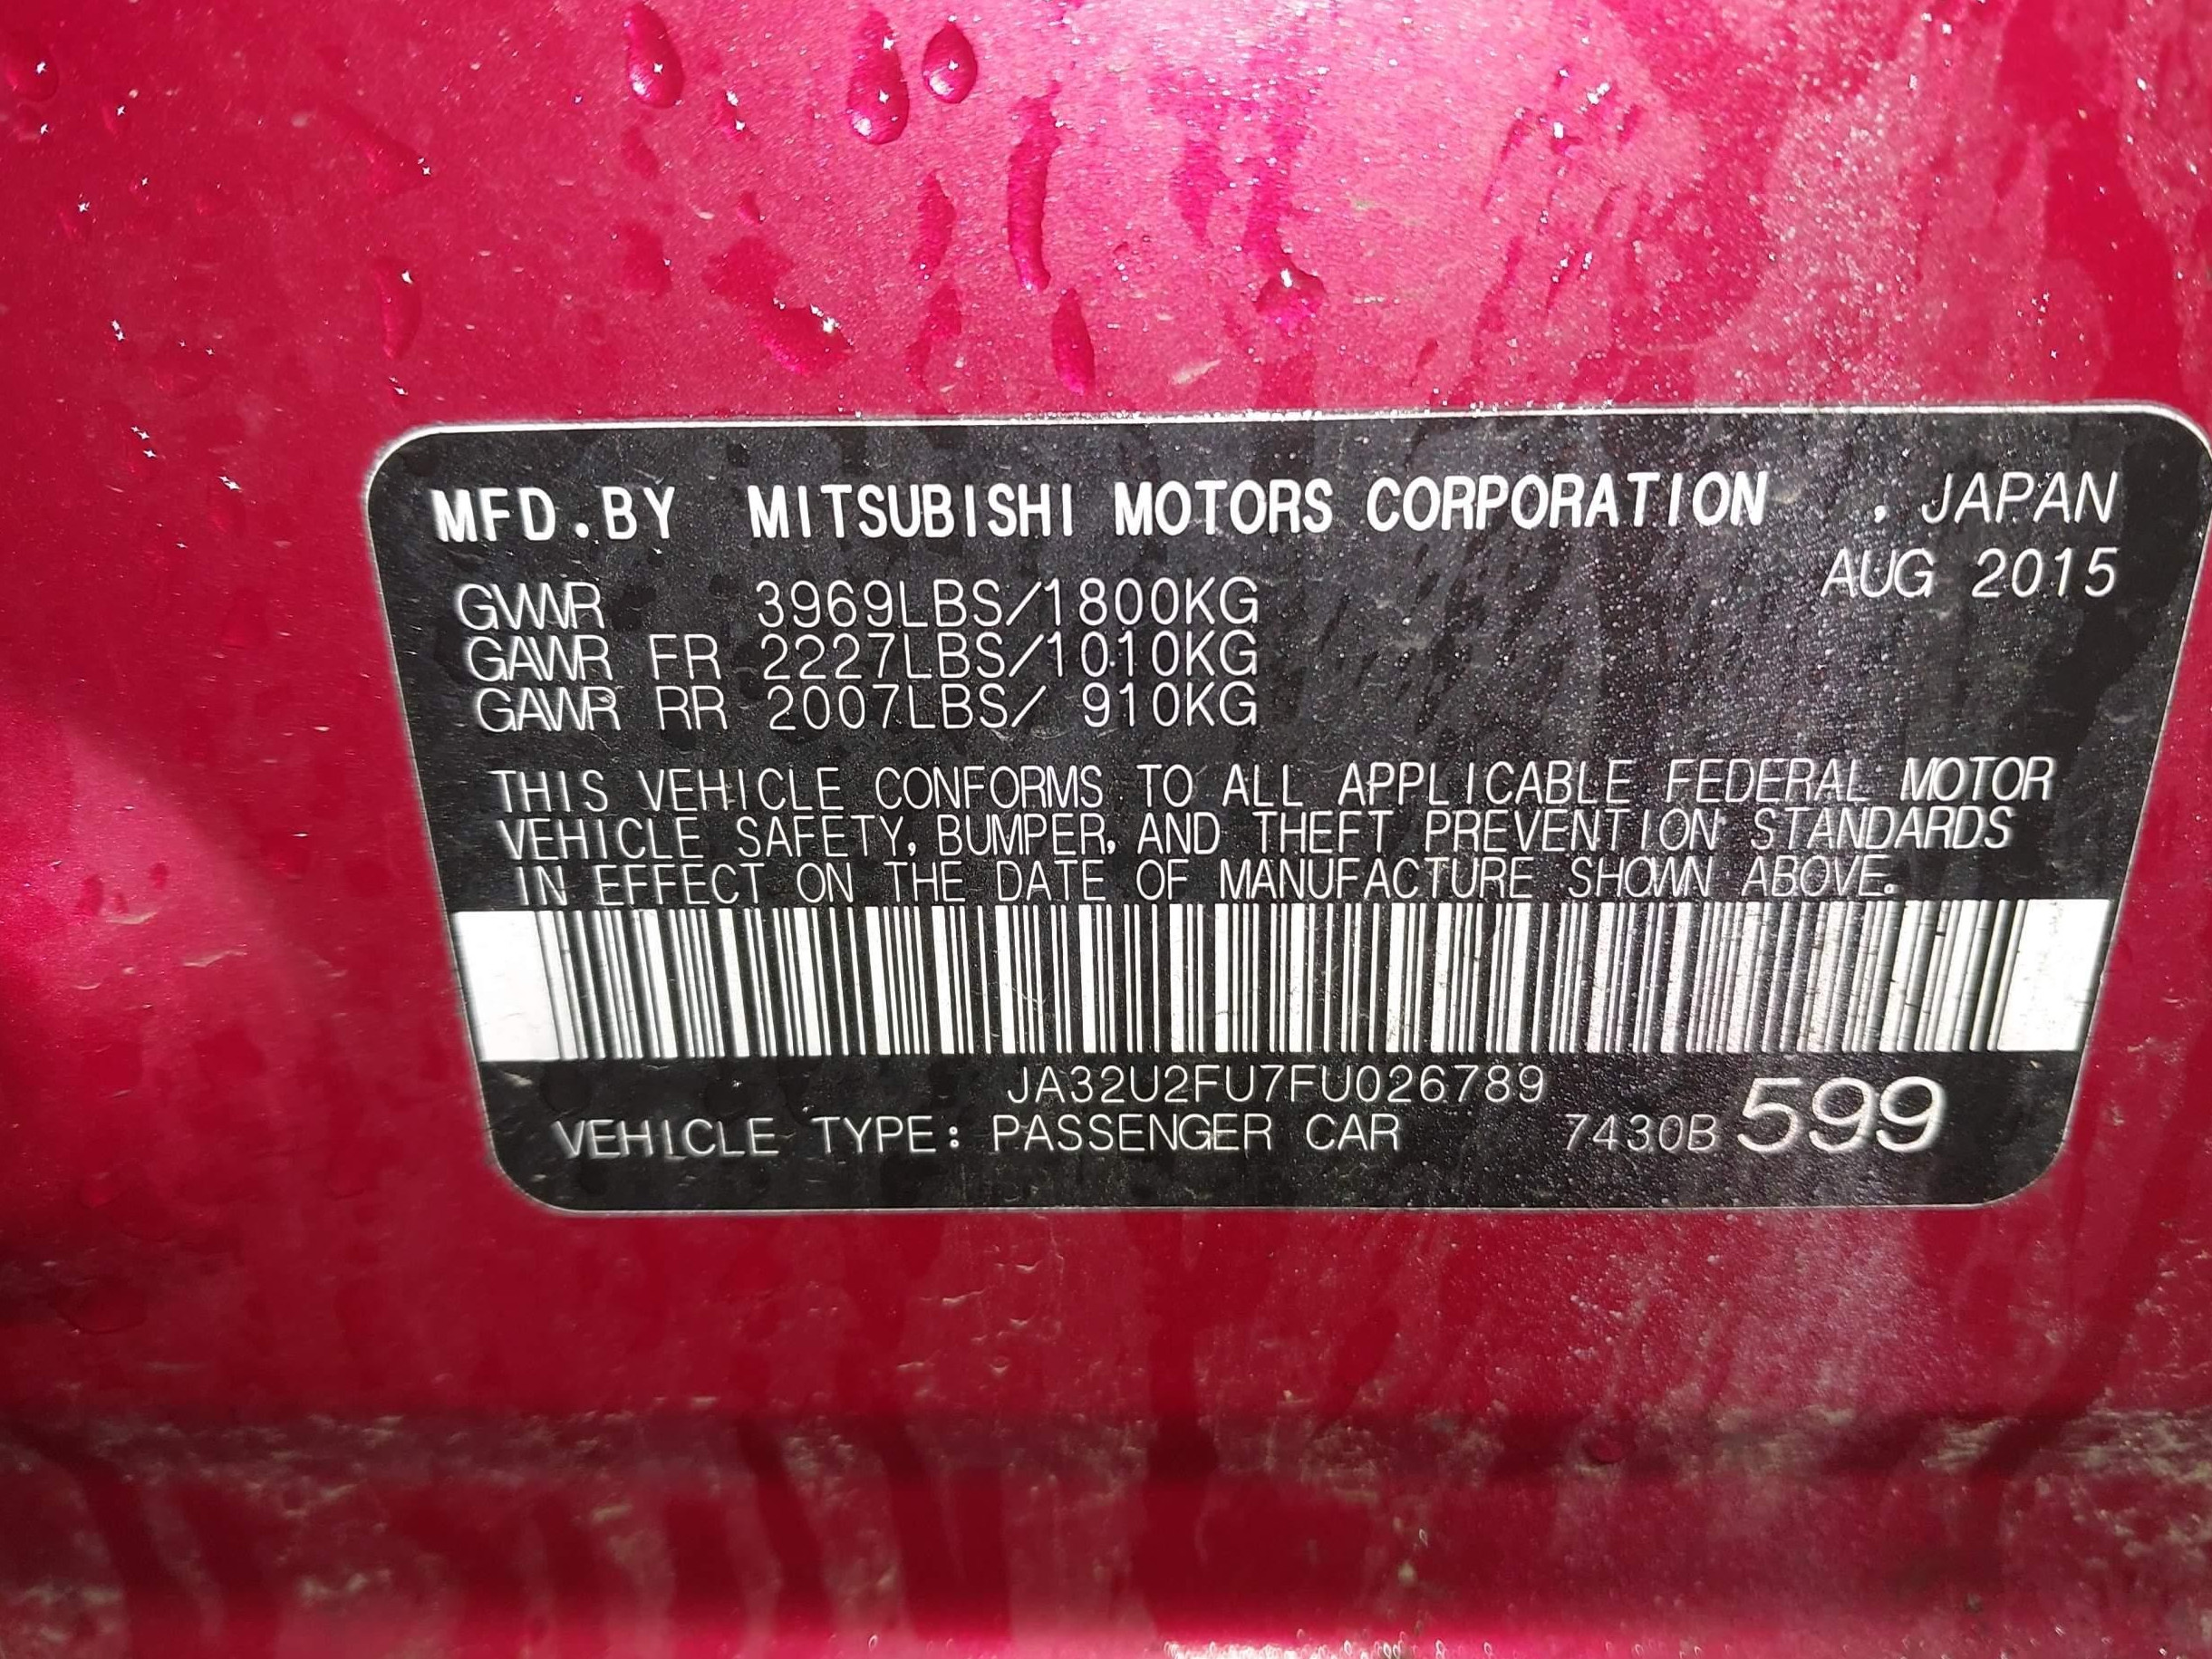 MFD.BY MITSUBISHI MOTORS CORPORATION , JAPAN
AUG 2015
GVWR 3969LBS/1800KG
GAWR FR 2227LBS/1010KG
GAWR RR 2007LBS/ 910KG
THIS VEHICLE CONFORMS TO ALL APPLICABLE FEDERAL MOTOR
VEHICLE SAFETY, BUMPER, AND THEFT PREVENTION STANDARDS
IN EFFECT ON THE DATE OF MANUFACTURE SHOWN ABOVE.
JA32U2FU7FU026789
VEHICLE TYPE: PASSENGER CAR 7430B 599